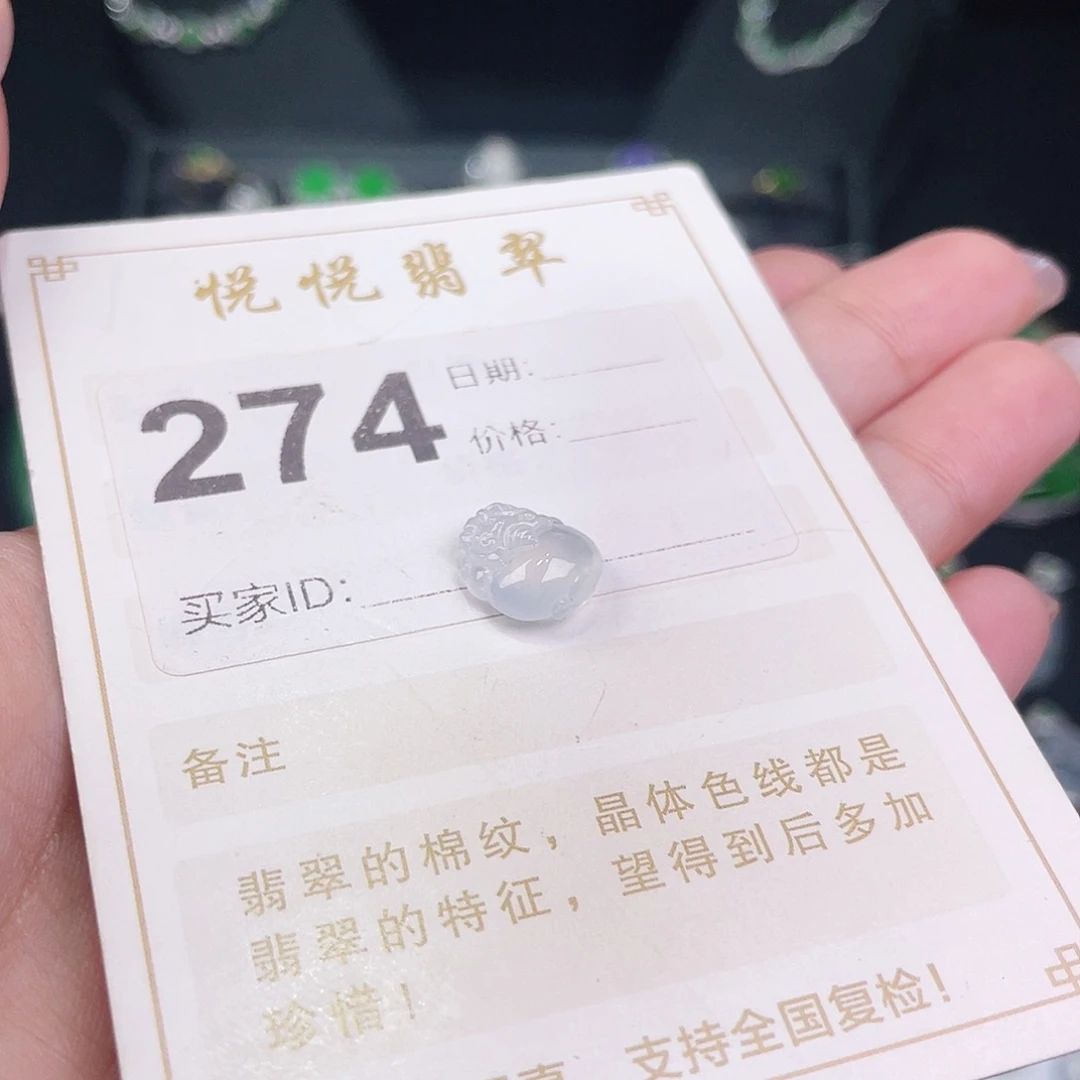 悦悦翡翠
274
日期:
价格:
买家ID:
备注
翡翠的棉纹，晶体色线都是
翡翠的特征，望得到后多加
珍惜！
支持全国复检！